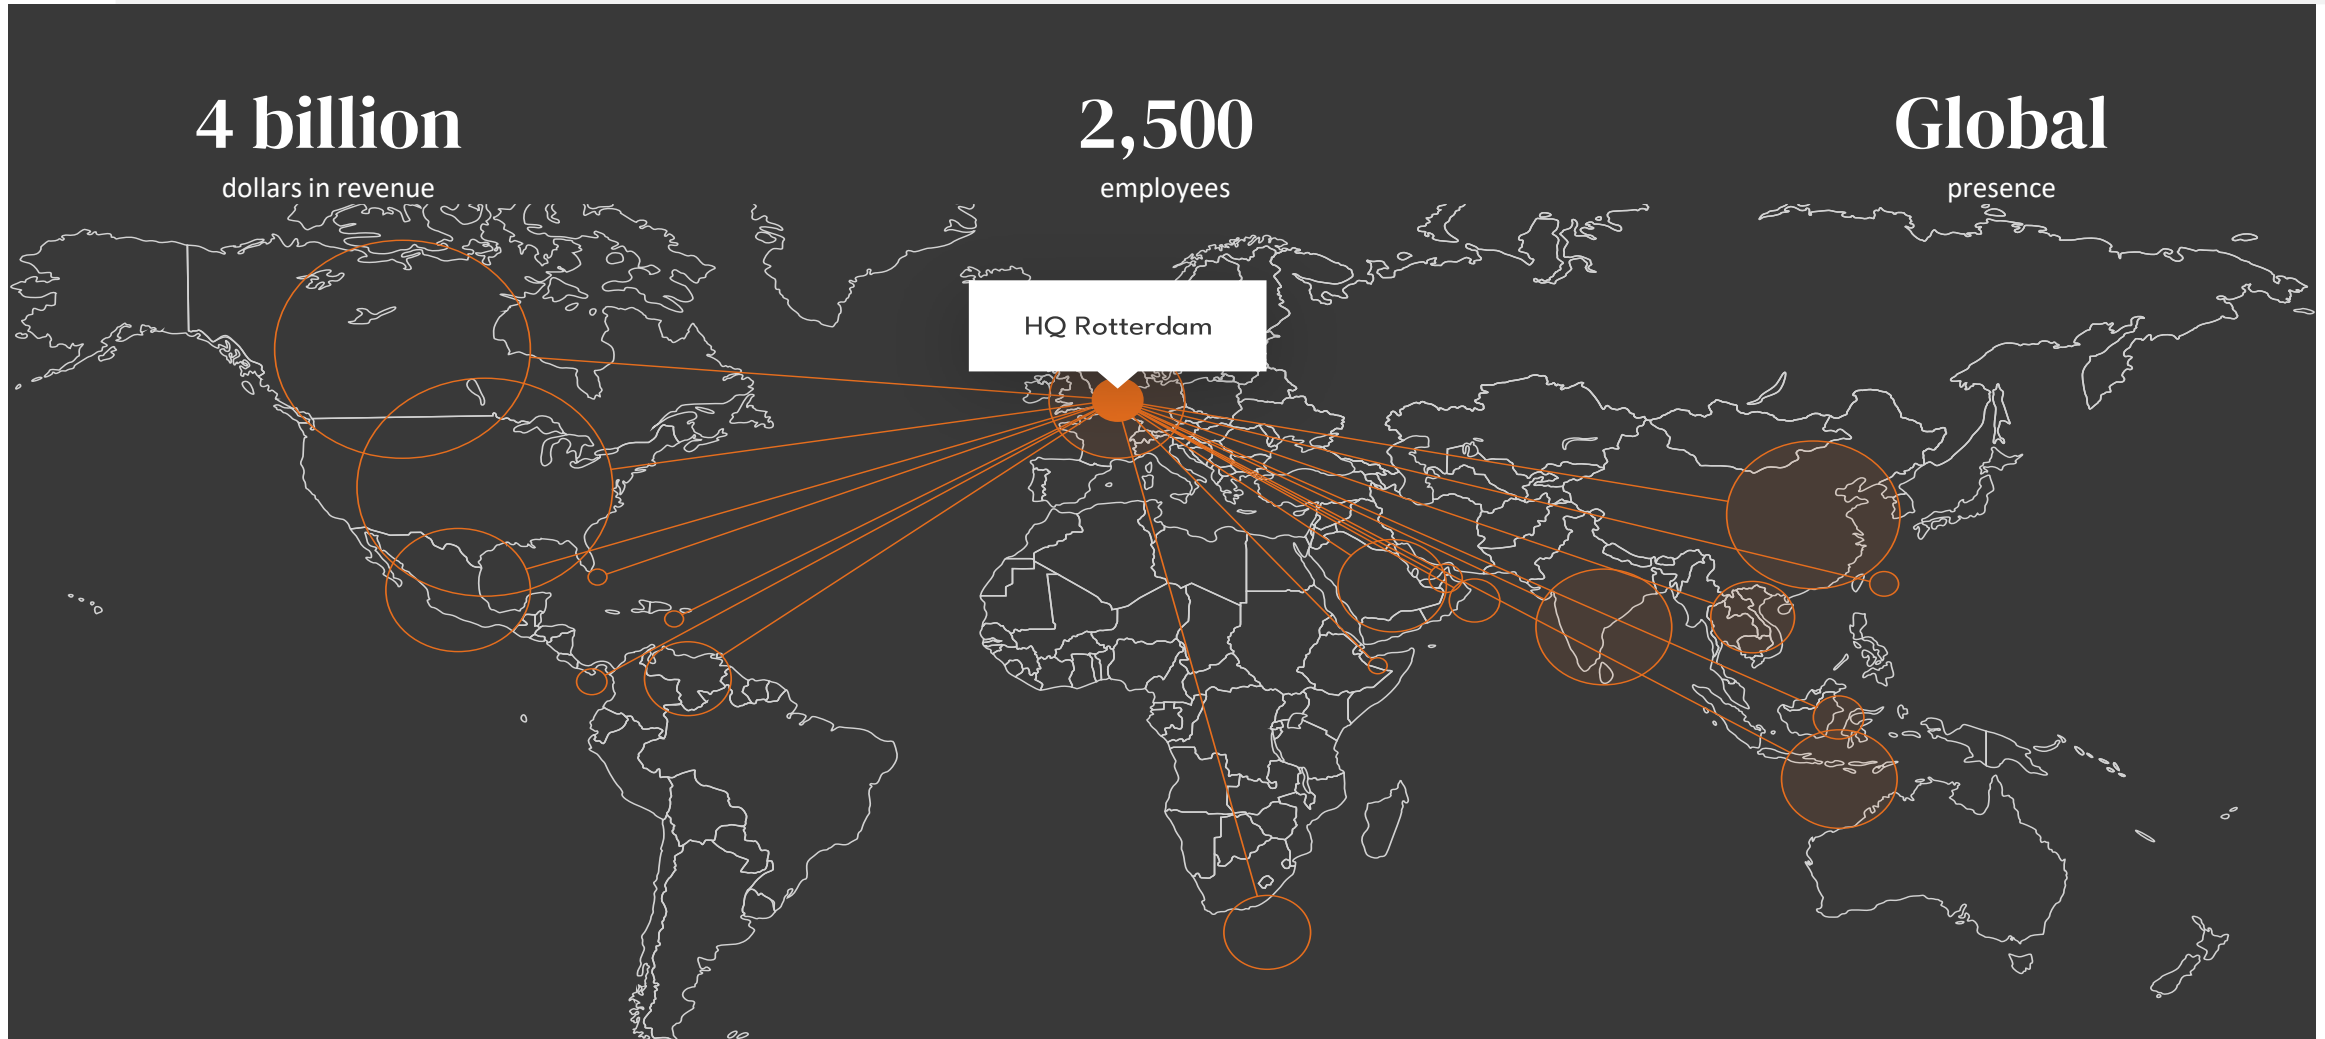 4 billion
dollars in revenue
2,500
employees
Global
presence
HQ Rotterdam